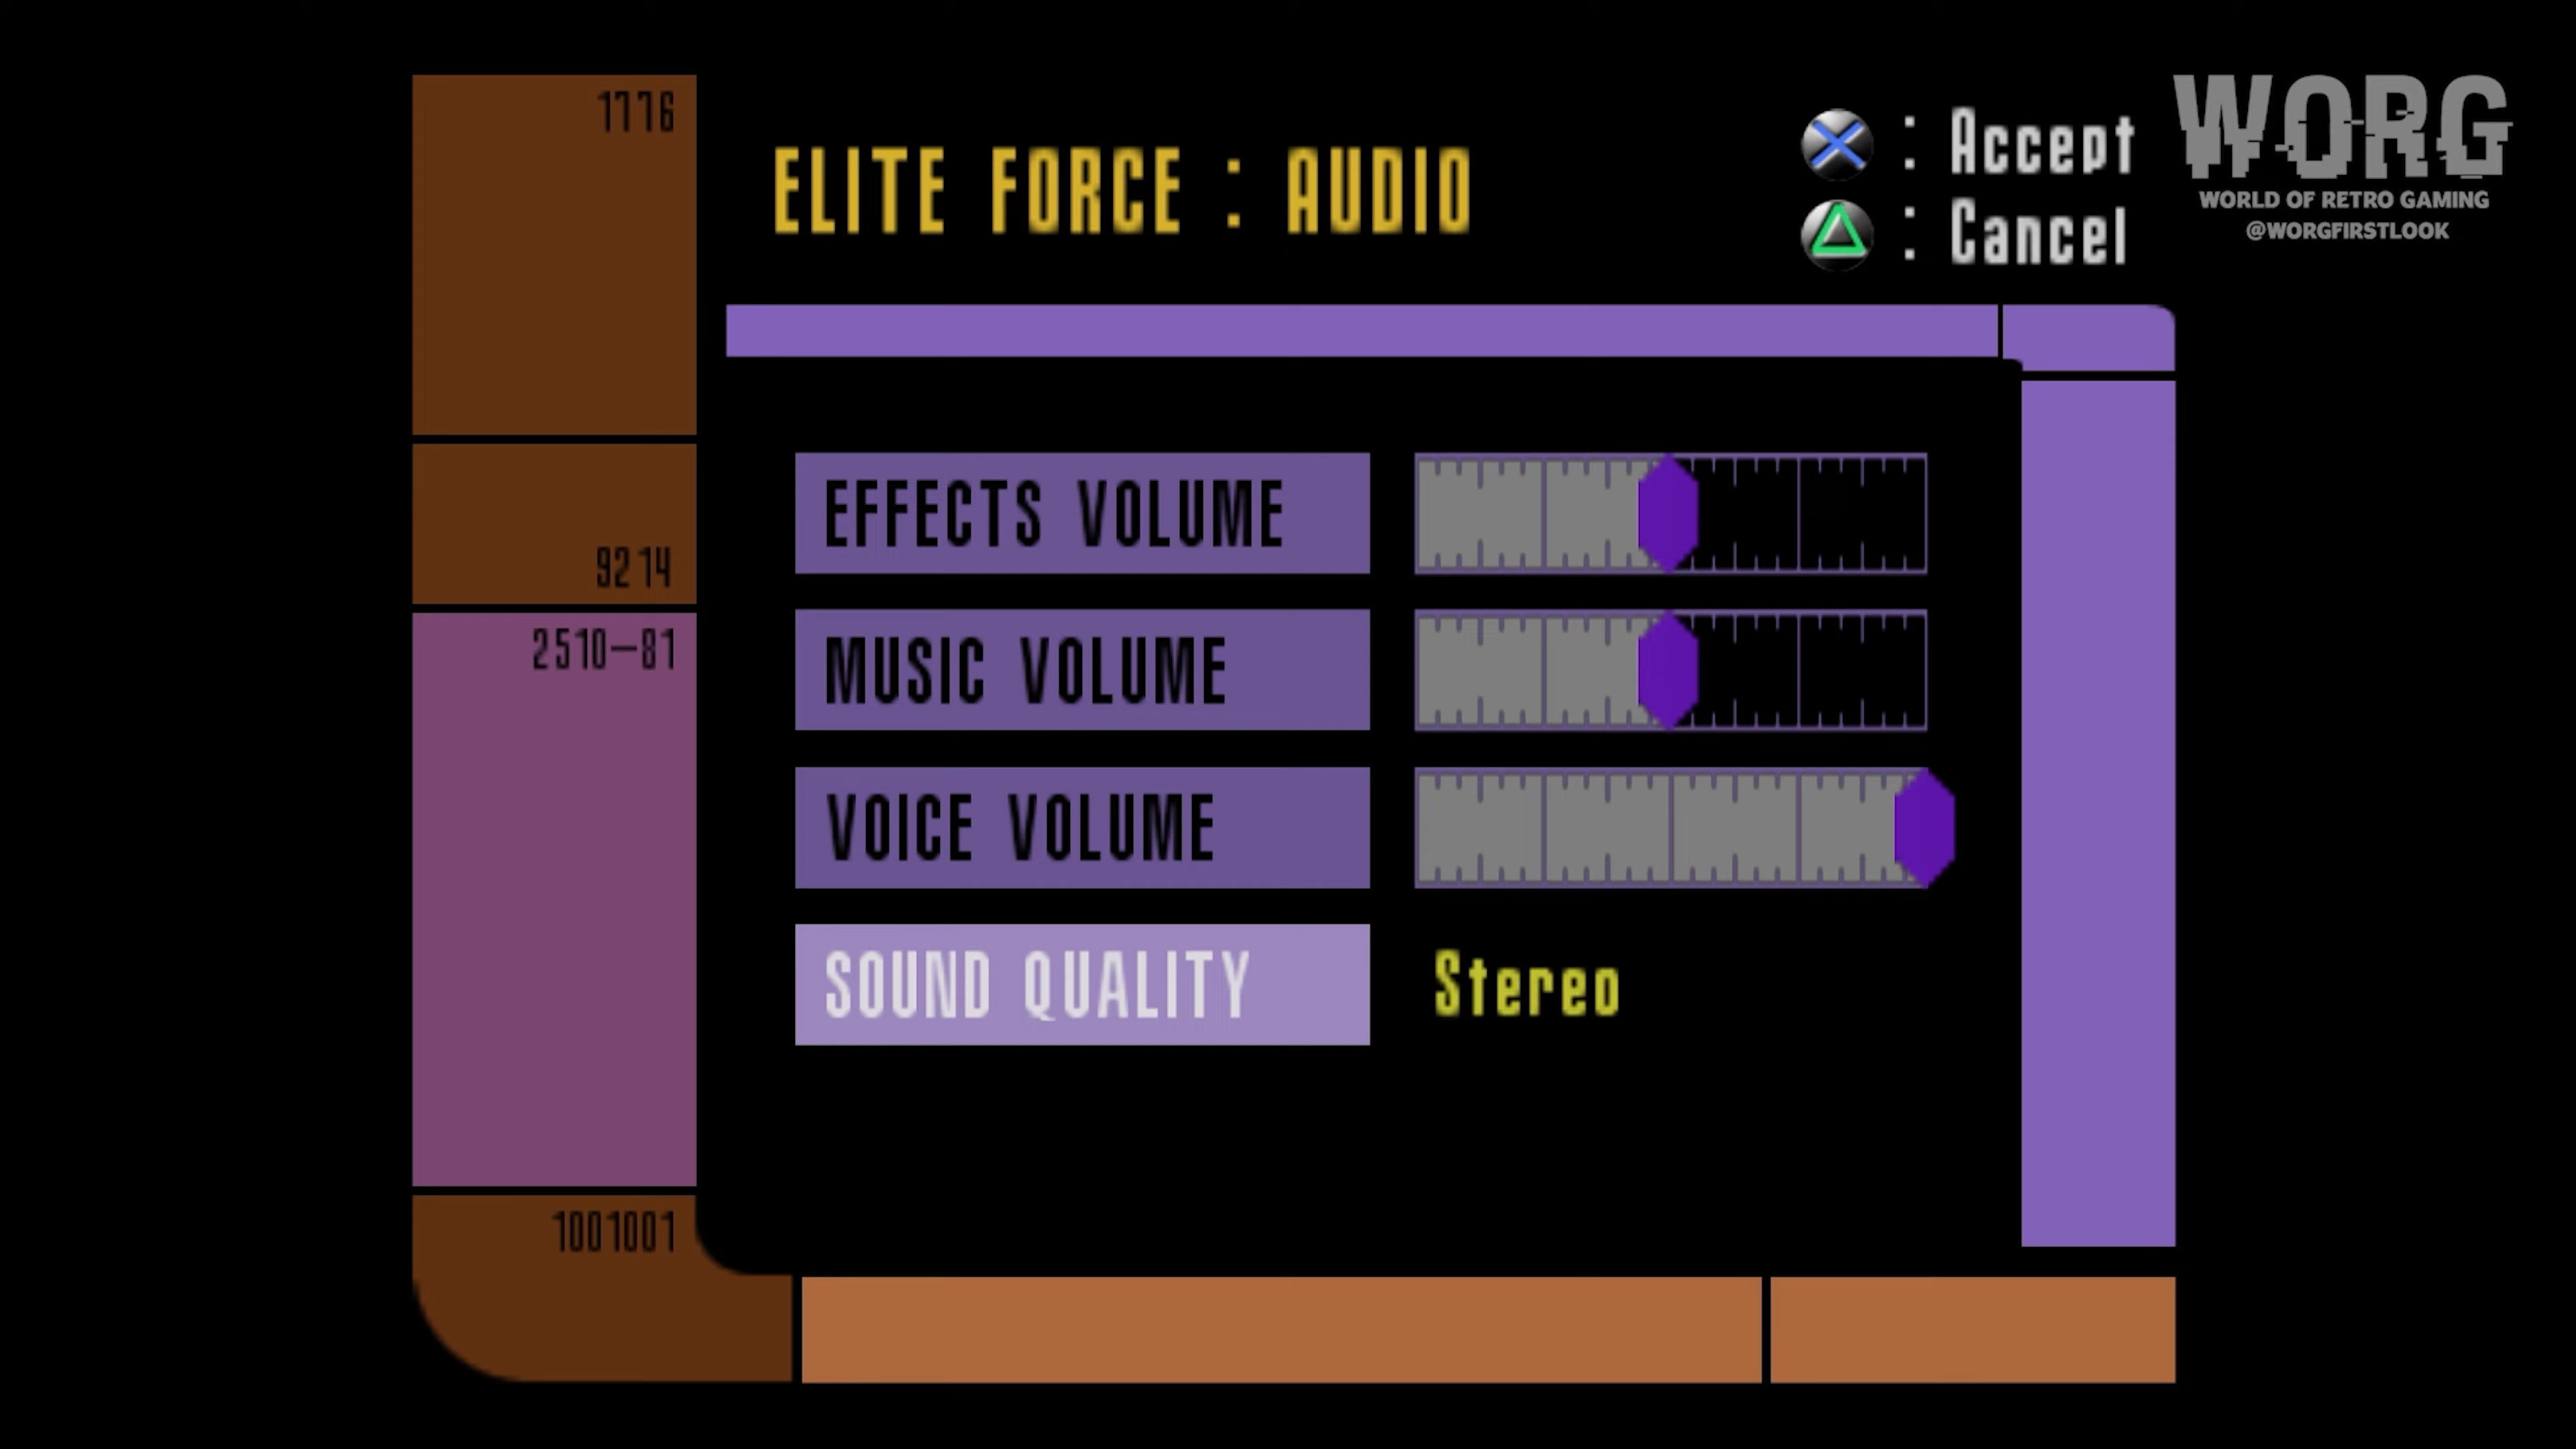 1776
ELITE FORCE : AUDIO
: Accept
: Cancel
WORG
WORLD OF RETRO GAMING
@WORGFIRSTLOOK
9214
2510-81
1001001
EFFECTS VOLUME
MUSIC VOLUME
VOICE VOLUME
SOUND QUALITY Stereo